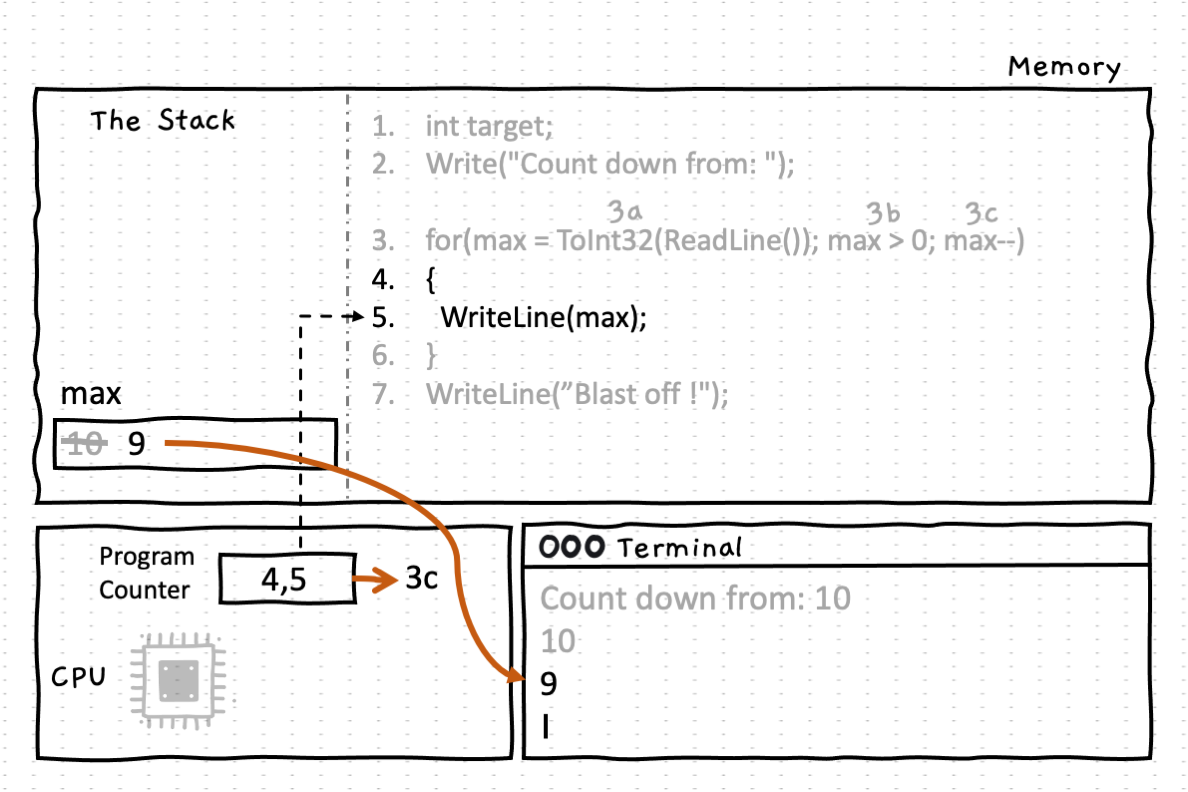 Memory
The Stack
1. int target;
2. Write("Count down from: ");
3a 3b 3c
3. for(max = ToInt32(ReadLine()); max > 0; max--)
4. {
5. WriteLine(max);
6. }
7. WriteLine(”Blast off !");
max
10 9
Program
Counter
4,5
3c
CPU
Terminal
Count down from: 10
10
9